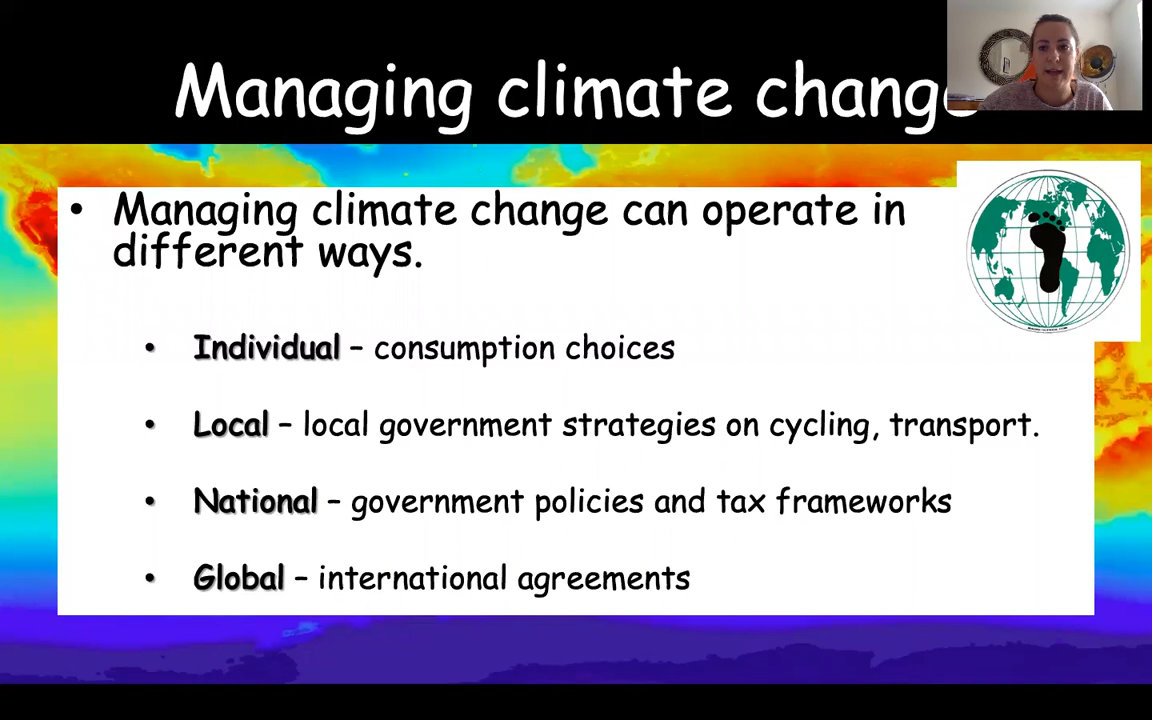 Managing climate change
• Managing climate change can operate in
different ways.
• Individual – consumption choices
• Local – local government strategies on cycling, transport.
• National – government policies and tax frameworks
• Global – international agreements